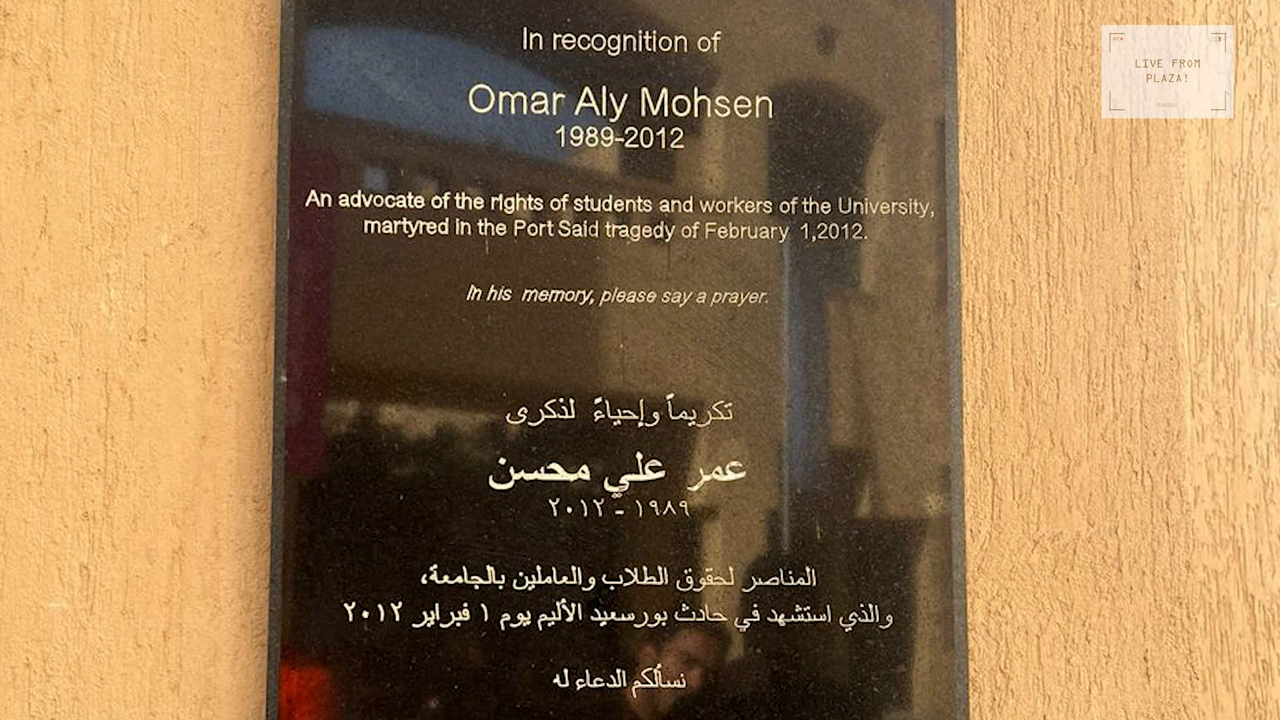 In recognition of
Omar Aly Mohsen
1989-2012
An advocate of the rights of students and workers of the University,
martyred in the Port Said tragedy of February 1,2012.
In his memory, please say a prayer.
تكريماً وإحياءً لذكرى
عمر علي محسن
١٩٨٩ - ٢٠١٢
المناصر لحقوق الطلاب والعاملين بالجامعة،
والذي استشهد في حادث بورسعيد الأليم يوم ١ فبراير ٢٠١٢
نسألكم الدعاء له
LIVE FROM
PLAZA!